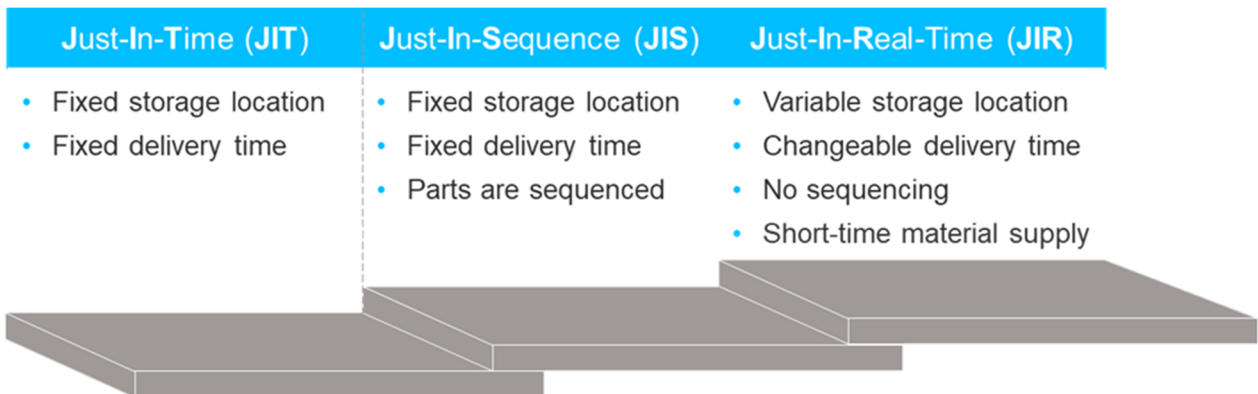 Just-In-Time (JIT)
• Fixed storage location
• Fixed delivery time
Just-In-Sequence (JIS)
• Fixed storage location
• Fixed delivery time
• Parts are sequenced
Just-In-Real-Time (JIR)
• Variable storage location
• Changeable delivery time
• No sequencing
• Short-time material supply